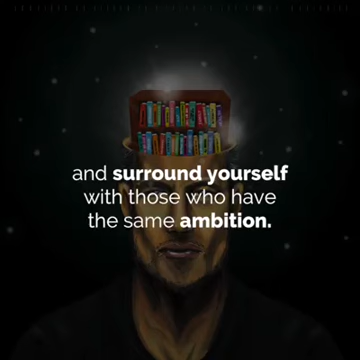 and surround yourself
with those who have
the same ambition.